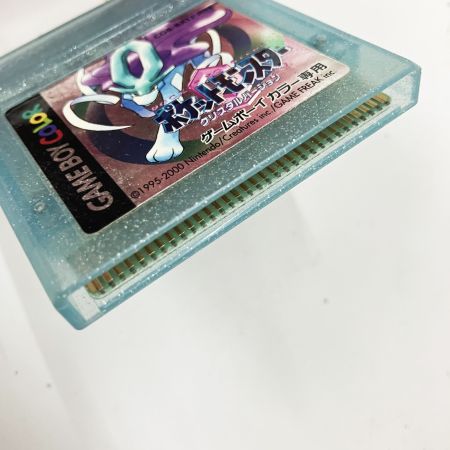 GAME BOY COLOR
ポケットモンスター
クリスタルバージョン
ゲームボーイ カラー専用
©1995-2000 Nintendo/Creatures inc./GAME FREAK inc.